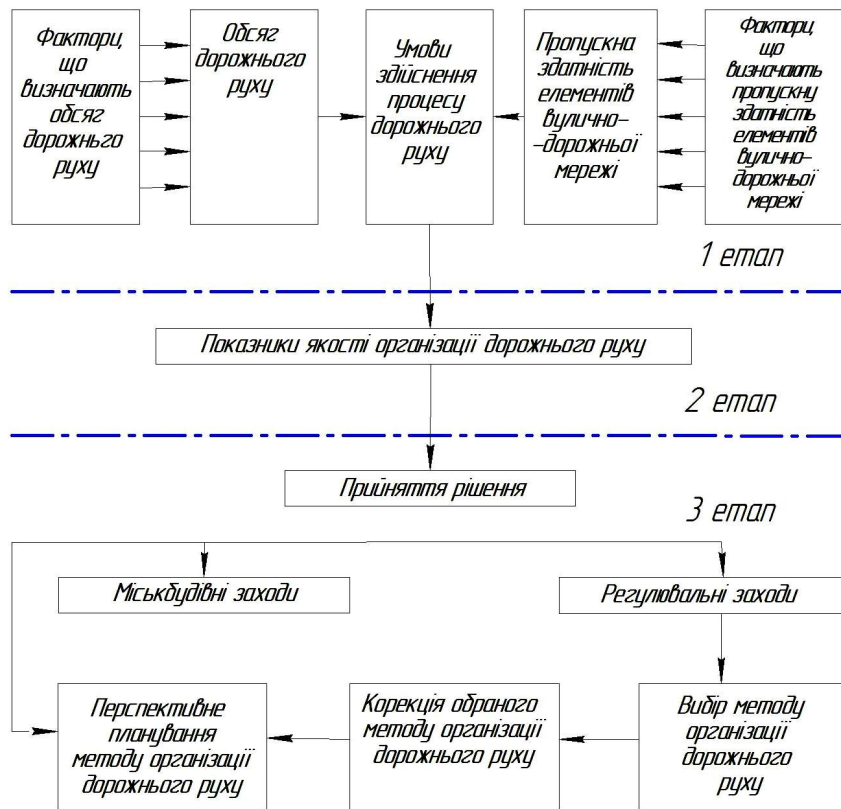 Фактори,
що
визначають
обсяг
дорожньго
руху
Обсяг
дорожнього
руху
Умови
здійснення
процесу
дорожнього
руху
Пропускна
здатність
елементів
вулично-
-дорожньої
мережі
Фактори,
що
визначають
пропускну
здатність
елементів
вулично-
дорожньої
мережі
1 етап
Показники якості організації дорожнього руху
2 етап
Прийняття рішення
3 етап
Міськбудівні заходи
Регулювальні заходи
Перспективне
планування
методу організації
дорожнього руху
Корекція обраного
методу організації
дорожнього руху
Вибір методу
організації
дорожнього
руху